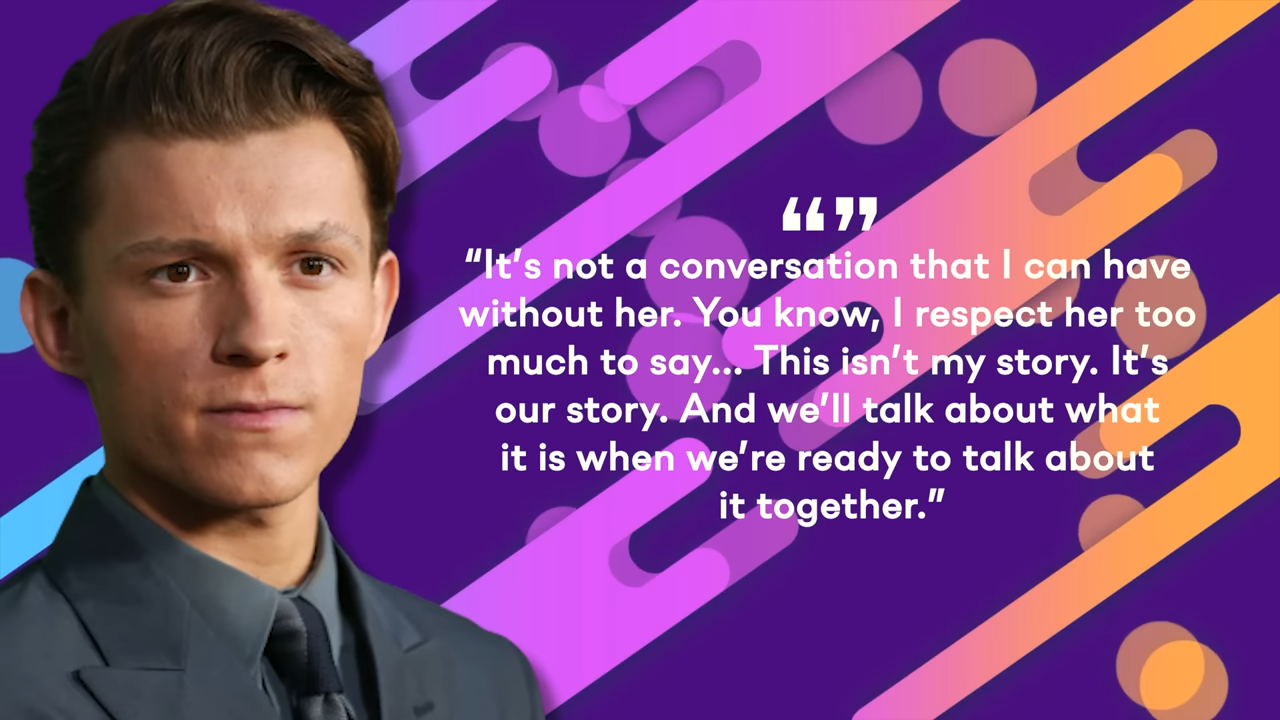 “”
“It’s not a conversation that I can have
without her. You know, I respect her too
much to say... This isn’t my story. It’s
our story. And we’ll talk about what
it is when we’re ready to talk about
it together.”